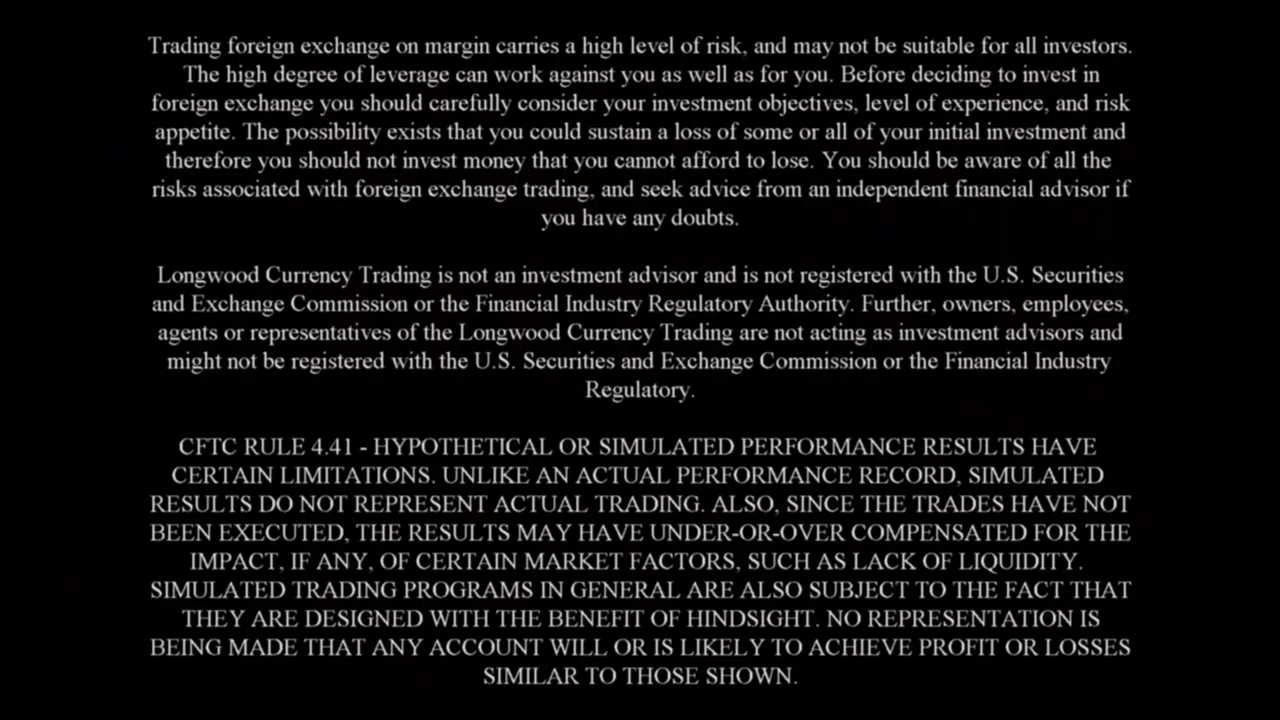 Trading foreign exchange on margin carries a high level of risk, and may not be suitable for all investors.
The high degree of leverage can work against you as well as for you. Before deciding to invest in
foreign exchange you should carefully consider your investment objectives, level of experience, and risk
appetite. The possibility exists that you could sustain a loss of some or all of your initial investment and
therefore you should not invest money that you cannot afford to lose. You should be aware of all the
risks associated with foreign exchange trading, and seek advice from an independent financial advisor if
you have any doubts.
Longwood Currency Trading is not an investment advisor and is not registered with the U.S. Securities
and Exchange Commission or the Financial Industry Regulatory Authority. Further, owners, employees,
agents or representatives of the Longwood Currency Trading are not acting as investment advisors and
might not be registered with the U.S. Securities and Exchange Commission or the Financial Industry
Regulatory.
CFTC RULE 4.41 - HYPOTHETICAL OR SIMULATED PERFORMANCE RESULTS HAVE
CERTAIN LIMITATIONS. UNLIKE AN ACTUAL PERFORMANCE RECORD, SIMULATED
RESULTS DO NOT REPRESENT ACTUAL TRADING. ALSO, SINCE THE TRADES HAVE NOT
BEEN EXECUTED, THE RESULTS MAY HAVE UNDER-OR-OVER COMPENSATED FOR THE
IMPACT, IF ANY, OF CERTAIN MARKET FACTORS, SUCH AS LACK OF LIQUIDITY.
SIMULATED TRADING PROGRAMS IN GENERAL ARE ALSO SUBJECT TO THE FACT THAT
THEY ARE DESIGNED WITH THE BENEFIT OF HINDSIGHT. NO REPRESENTATION IS
BEING MADE THAT ANY ACCOUNT WILL OR IS LIKELY TO ACHIEVE PROFIT OR LOSSES
SIMILAR TO THOSE SHOWN.